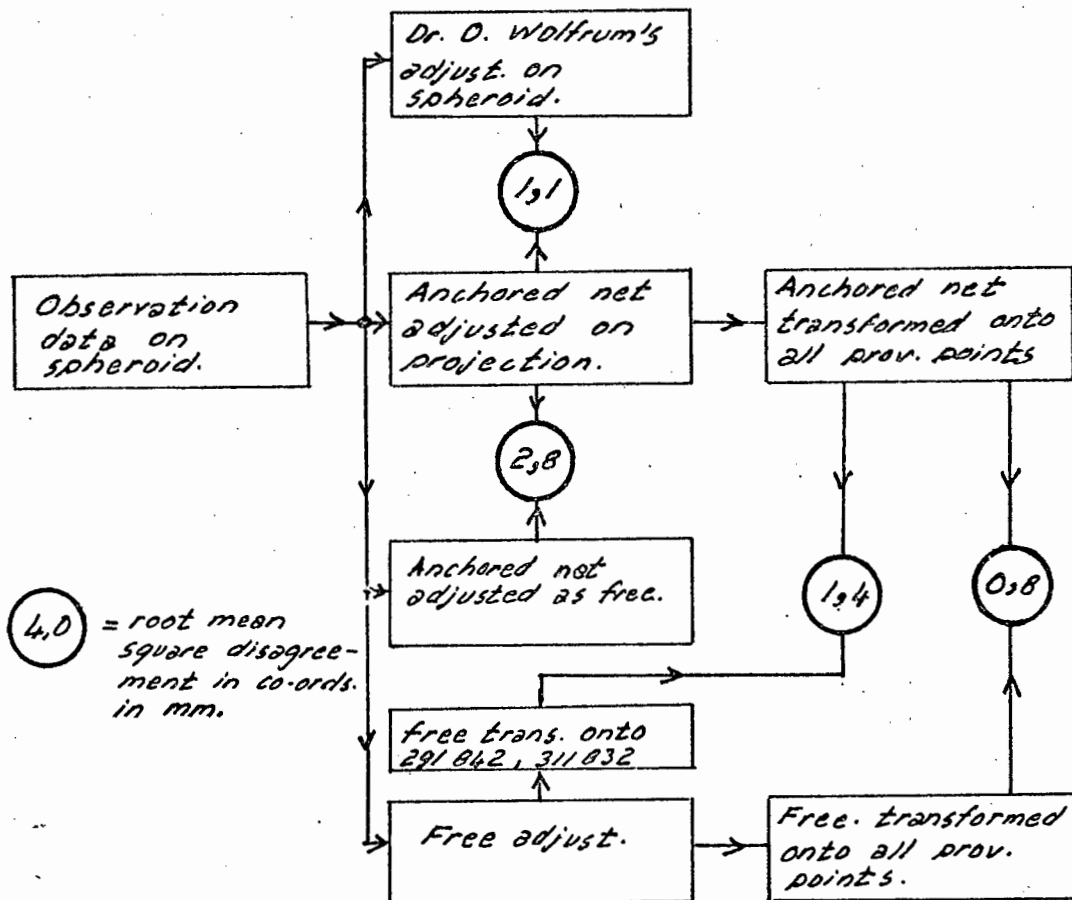 Dr. O. Wolfrum's
adjust. on
spheroid.
1,1
Observation
data on
spheroid.
Anchored net
adjusted on
projection.
Anchored net
transformed onto
all prov. points
2,8
Anchored net
adjusted as free.
1,4
0,8
4,0
= root mean
square disagree-
ment in co-ords.
in mm.
free trans. onto
291 842, 311 832
Free adjust.
Free. transformed
onto all prov.
points.